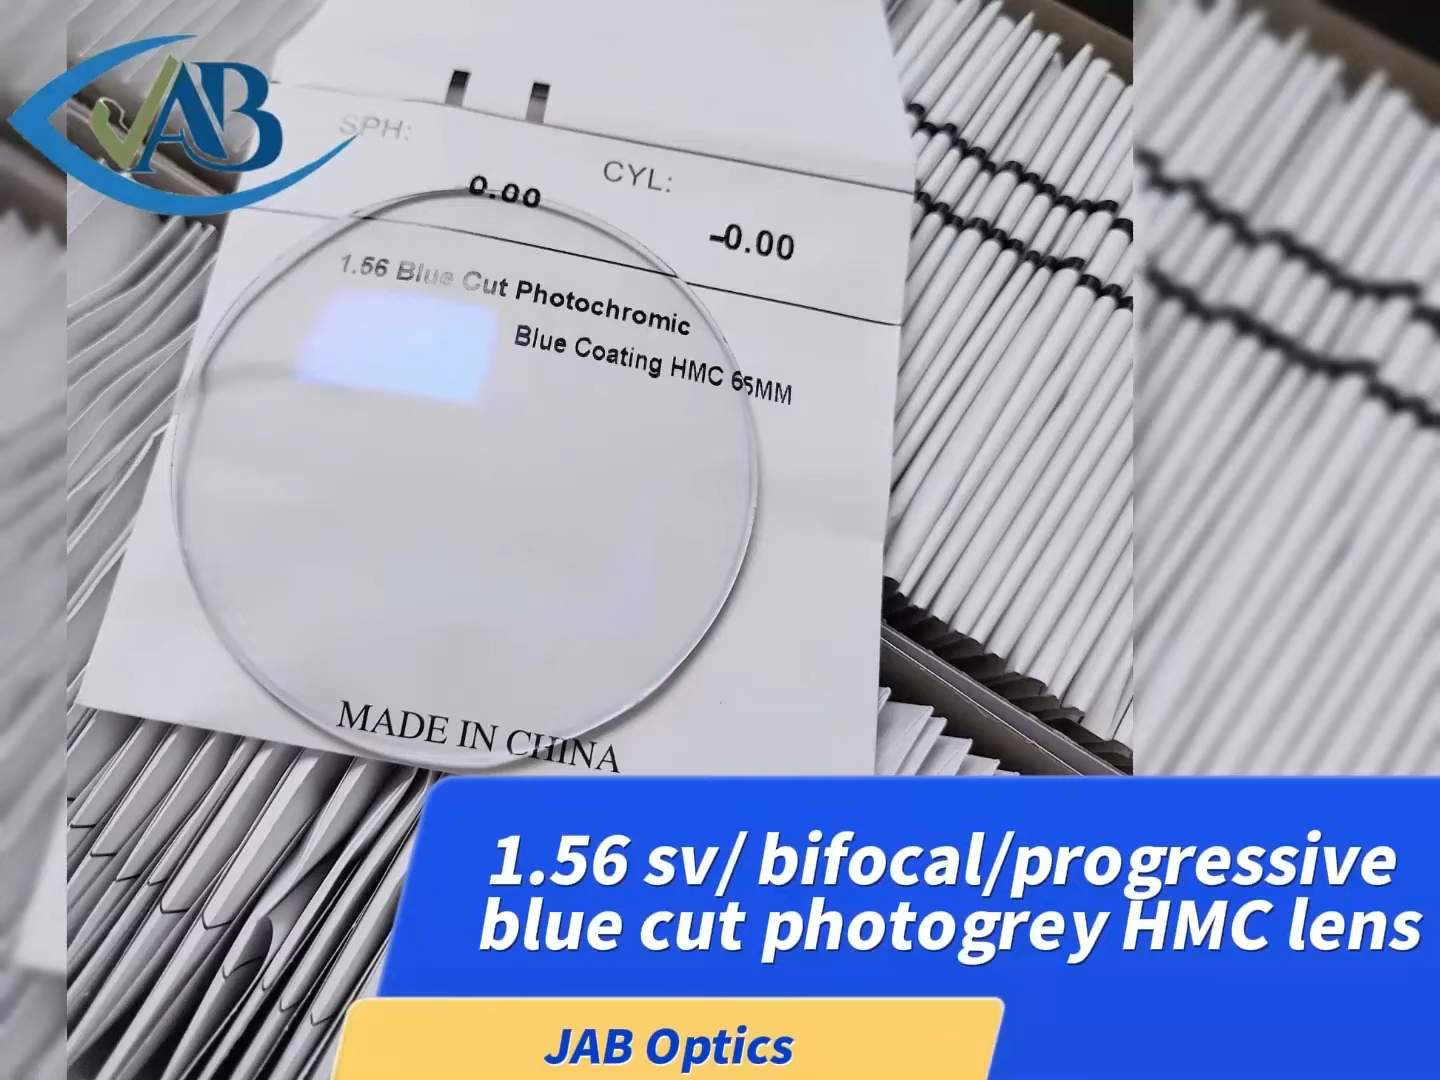 JAB
SPH:
CYL:
0.00
-0.00
1.56 Blue Cut Photochromic
Blue Coating HMC 65MM
MADE IN CHINA
1.56 sv/ bifocal/progressive
blue cut photogrey HMC lens
JAB Optics